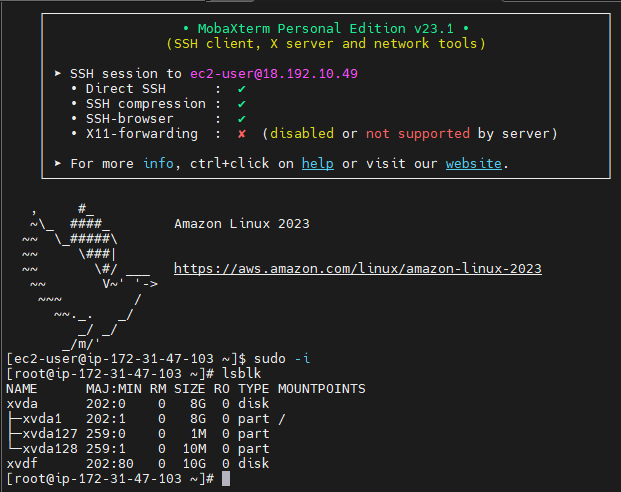 • MobaXterm Personal Edition v23.1 •
(SSH client, X server and network tools)
➤ SSH session to ec2-user@18.192.10.49
• Direct SSH      :  ✔
• SSH compression :  ✔
• SSH-browser     :  ✔
• X11-forwarding  :  ✘  (disabled or not supported by server)
➤ For more info, ctrl+click on help or visit our website.
   ,     #_
   ~\_  ####_        Amazon Linux 2023
  ~~  \_#####\
  ~~     \###|
  ~~       \#/ ___   https://aws.amazon.com/linux/amazon-linux-2023
   ~~       V~' '->
    ~~~         /
      ~~._.   _/
         _/ _/
       _/m/'
[ec2-user@ip-172-31-47-103 ~]$ sudo -i
[root@ip-172-31-47-103 ~]# lsblk
NAME      MAJ:MIN RM SIZE RO TYPE MOUNTPOINTS
xvda      202:0    0   8G  0 disk
├─xvda1   202:1    0   8G  0 part /
├─xvda127 259:0    0   1M  0 part
└─xvda128 259:1    0  10M  0 part
xvdf      202:80   0  10G  0 disk
[root@ip-172-31-47-103 ~]#